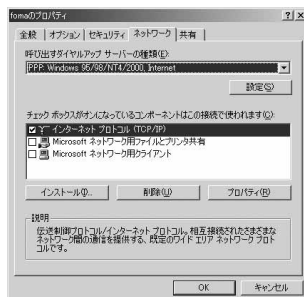 fomaのプロパティ
全般 オプション セキュリティ ネットワーク 共有
呼び出すダイヤルアップ サーバーの種類(E):
PPP: Windows 95/98/NT4/2000, Internet
設定(S)
チェック ボックスがオンになっているコンポーネントはこの接続で使われます(O):
インターネット プロトコル (TCP/IP)
Microsoft ネットワーク用ファイルとプリンタ共有
Microsoft ネットワーク用クライアント
インストール(I)... 削除(U) プロパティ(R)
説明
伝送制御プロトコル/インターネット プロトコル。相互接続されたさまざまな
ネットワーク間の通信を提供する、既定のワイド エリア ネットワーク プロト
コルです。
OK キャンセル